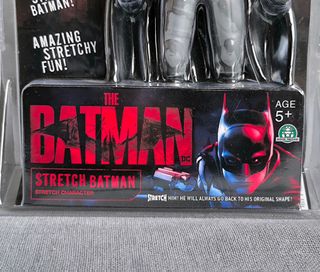 STRETCH
BATMAN!
AMAZING
STRETCHY
FUN!
THE
BATMAN
DC
AGE
5+
STRETCH BATMAN
STRETCH CHARACTER
STRETCH HIM! HE WILL ALWAYS GO BACK TO HIS ORIGINAL SHAPE!